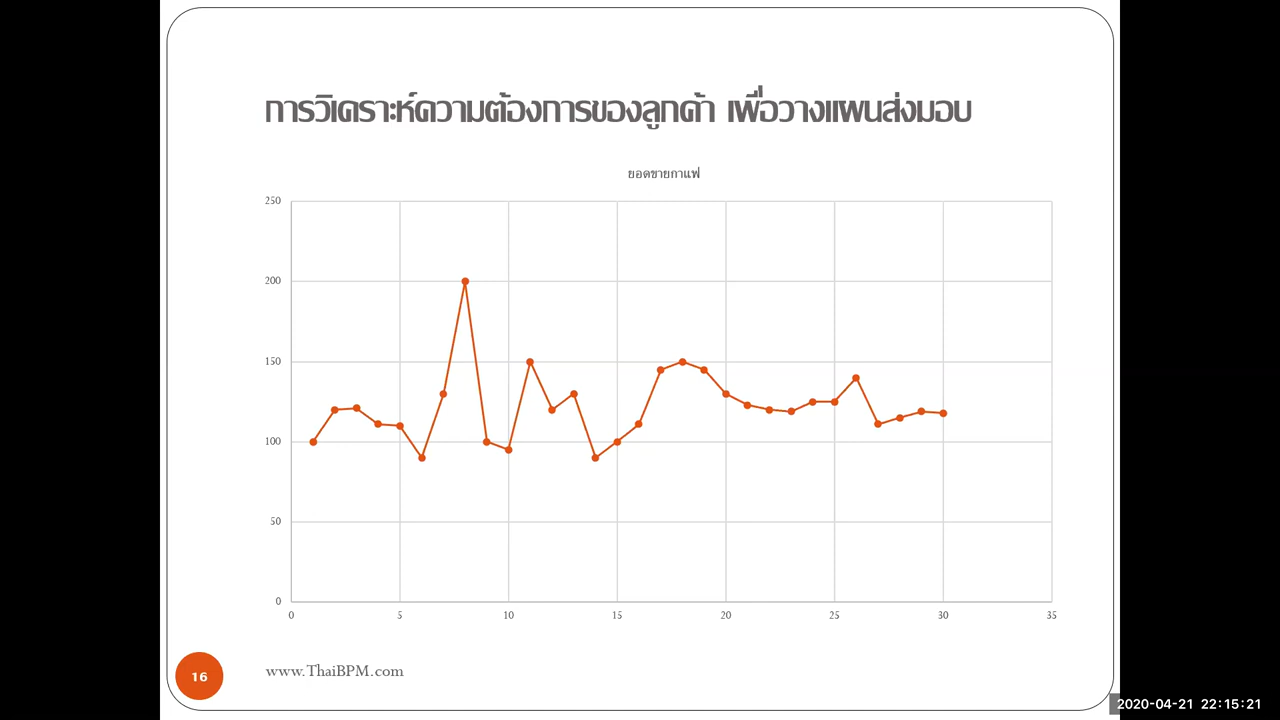 การวิเคราะห์ความต้องการของลูกค้า เพื่อวางแผนส่งมอบ
ยอดขายกาแฟ
250
200
150
100
50
0
0 5 10 15 20 25 30 35
16
www.ThaiBPM.com
2020-04-21 22:15:21